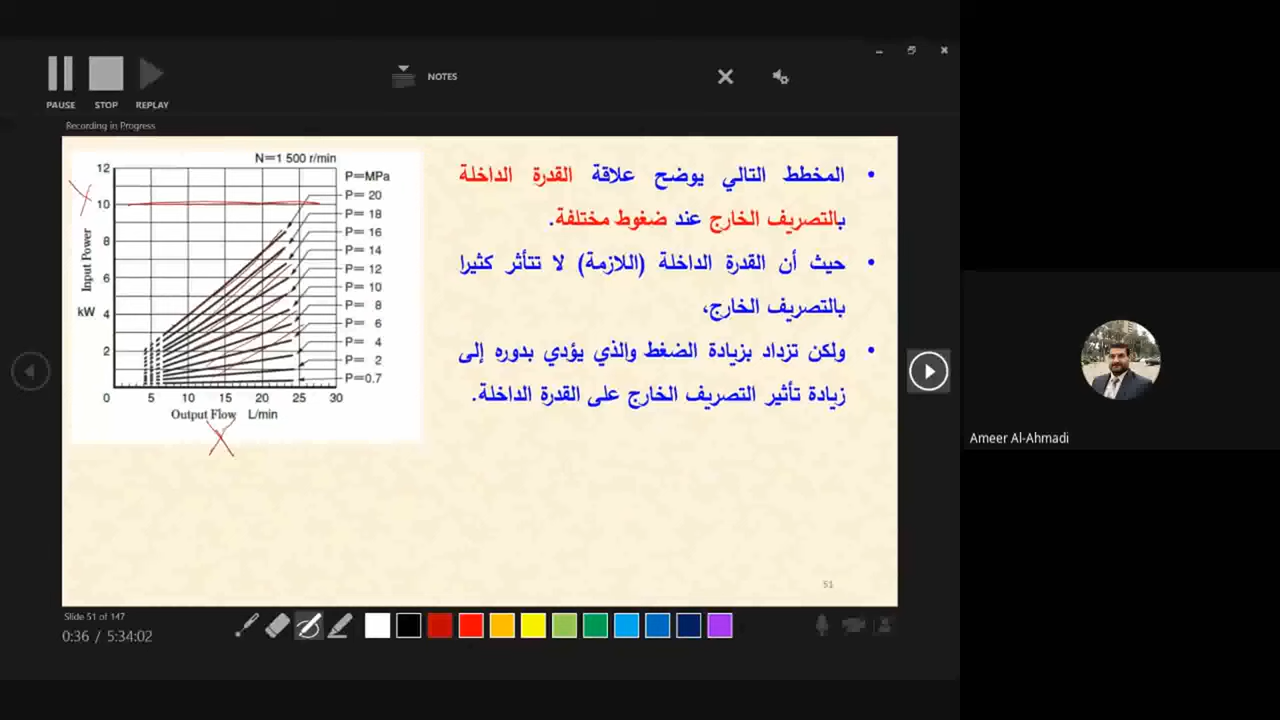 NOTES
PAUSE STOP REPLAY
Recording in Progress
N=1 500 r/min
P=MPa
P= 20
P= 18
P= 16
P= 14
P= 12
P= 10
P= 8
P= 6
P= 4
P= 2
P=0.7
12
10
8
6
4
2
Input Power
kW
0 5 10 15 20 25 30
Output Flow L/min
• المخطط التالي يوضح علاقة القدرة الداخلة
بالتصريف الخارج عند ضغوط مختلفة.
• حيث أن القدرة الداخلة (اللازمة) لا تتأثر كثيرا
بالتصريف الخارج،
• ولكن تزداد بزيادة الضغط والذي يؤدي بدوره إلى
زيادة تأثير التصريف الخارج على القدرة الداخلة.
51
Slide 51 of 147
0:36 / 5:34:02
Ameer Al-Ahmadi